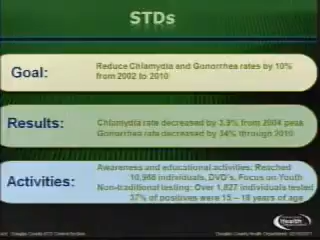 STDs
Goal:
Reduce Chlamydia and Gonorrhea rates by 10%
from 2002 to 2010
Results:
Chlamydia rate decreased by 3.9% from 2004 peak
Gonorrhea rate decreased by 34% through 2010
Activities:
Awareness and educational activities: Reached
10,968 individuals, DVD's, Focus on Youth
Non-traditional testing: Over 1,827 individuals tested
37% of positives were 15 – 18 years of age
Health